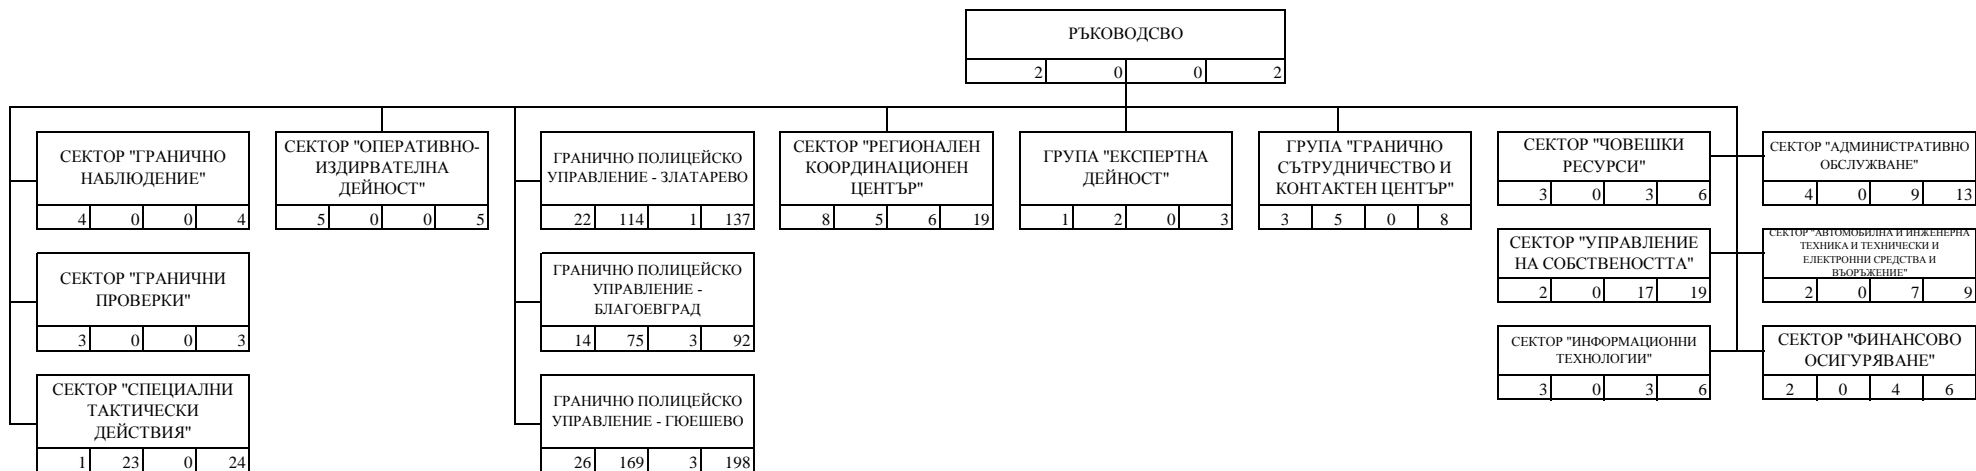 РЪКОВОДСВО
2 0 0 2
СЕКТОР "ГРАНИЧНО
НАБЛЮДЕНИЕ"
4 0 0 4
СЕКТОР "ОПЕРАТИВНО-
ИЗДИРВАТЕЛНА
ДЕЙНОСТ"
5 0 0 5
ГРАНИЧНО ПОЛИЦЕЙСКО
УПРАВЛЕНИЕ - ЗЛАТАРЕВО
22 114 1 137
СЕКТОР "РЕГИОНАЛЕН
КООРДИНАЦИОНЕН
ЦЕНТЪР"
8 5 6 19
ГРУПА "ЕКСПЕРТНА
ДЕЙНОСТ"
1 2 0 3
ГРУПА "ГРАНИЧНО
СЪТРУДНИЧЕСТВО И
КОНТАКТЕН ЦЕНТЪР"
3 5 0 8
СЕКТОР "ЧОВЕШКИ
РЕСУРСИ"
3 0 3 6
СЕКТОР "АДМИНИСТРАТИВНО
ОБСЛУЖВАНЕ"
4 0 9 13
СЕКТОР "ГРАНИЧНИ
ПРОВЕРКИ"
3 0 0 3
ГРАНИЧНО ПОЛИЦЕЙСКО
УПРАВЛЕНИЕ -
БЛАГОЕВГРАД
14 75 3 92
СЕКТОР "УПРАВЛЕНИЕ
НА СОБСТВЕНОСТТА"
2 0 17 19
СЕКТОР "АВТОМОБИЛНА И ИНЖЕНЕРНА
ТЕХНИКА И ТЕХНИЧЕСКИ И
ЕЛЕКТРОННИ СРЕДСТВА И
ВЪОРЪЖЕНИЕ"
2 0 7 9
СЕКТОР "ИНФОРМАЦИОННИ
ТЕХНОЛОГИИ"
3 0 3 6
СЕКТОР "ФИНАНСОВО
ОСИГУРЯВАНЕ"
2 0 4 6
СЕКТОР "СПЕЦИАЛНИ
ТАКТИЧЕСКИ
ДЕЙСТВИЯ"
1 23 0 24
ГРАНИЧНО ПОЛИЦЕЙСКО
УПРАВЛЕНИЕ - ГЮЕШЕВО
26 169 3 198